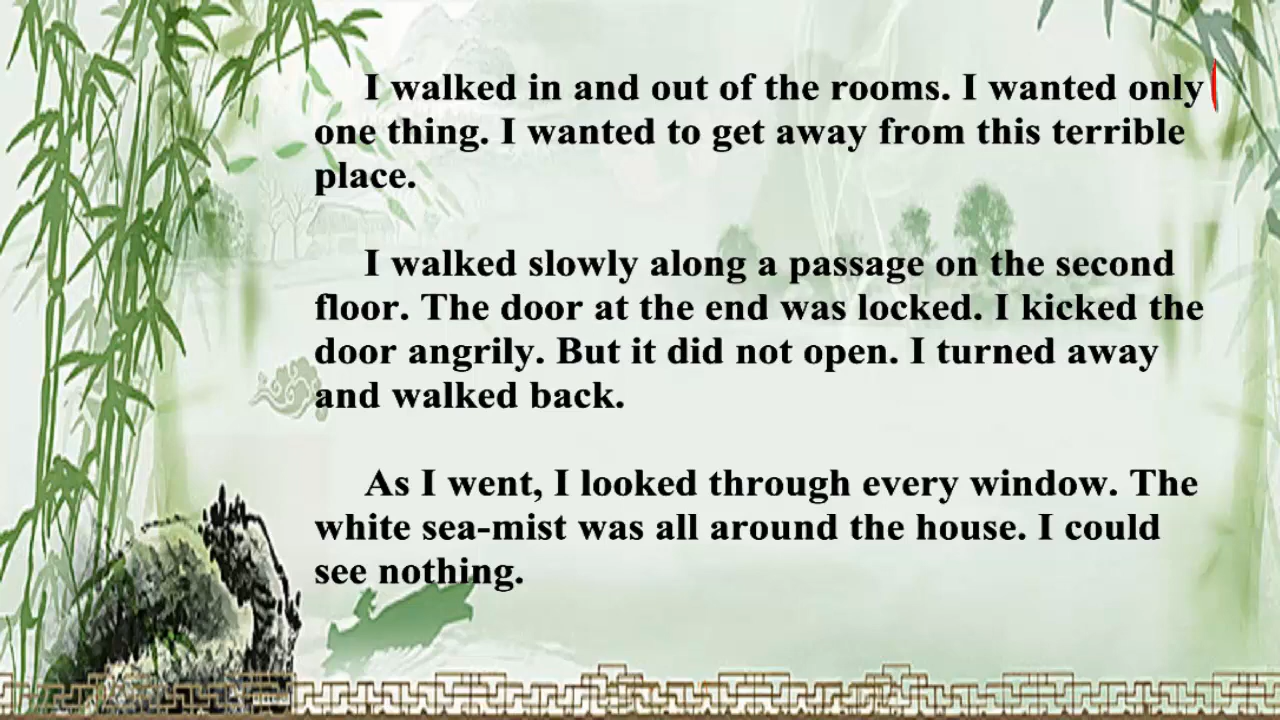 I walked in and out of the rooms. I wanted only
one thing. I wanted to get away from this terrible
place.
I walked slowly along a passage on the second
floor. The door at the end was locked. I kicked the
door angrily. But it did not open. I turned away
and walked back.
As I went, I looked through every window. The
white sea-mist was all around the house. I could
see nothing.